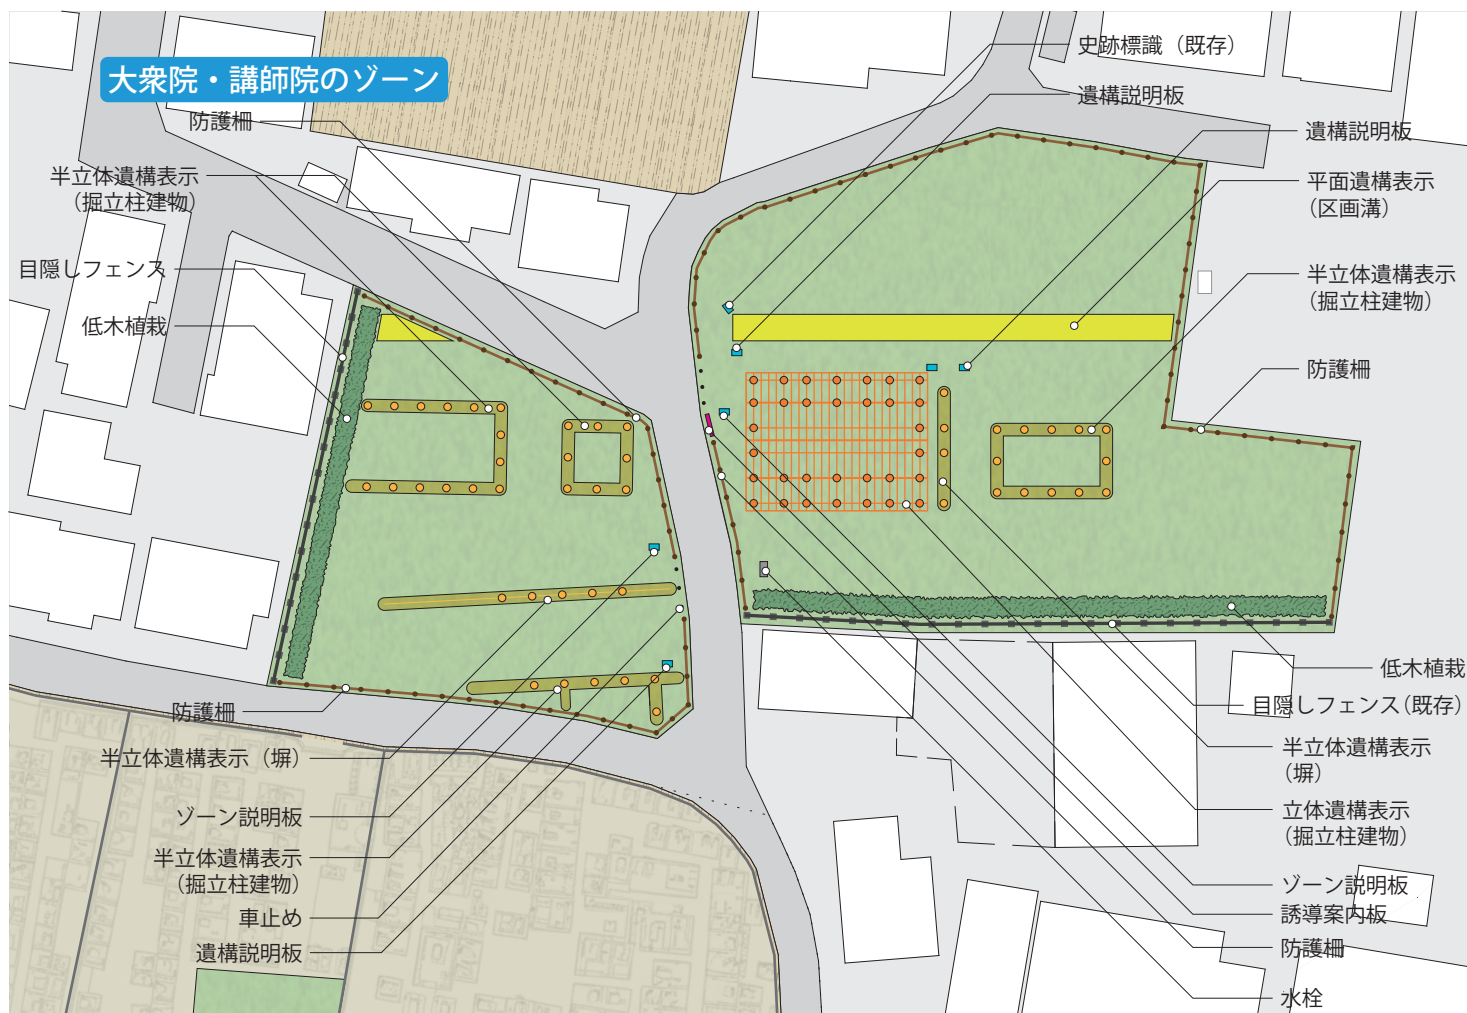 大衆院・講師院のゾーン
防護柵
半立体遺構表示
（掘立柱建物）
目隠しフェンス
低木植栽
防護柵
半立体遺構表示（塀）
ゾーン説明板
半立体遺構表示
（掘立柱建物）
車止め
遺構説明板
史跡標識（既存）
遺構説明板
遺構説明板
平面遺構表示
（区画溝）
半立体遺構表示
（掘立柱建物）
防護柵
低木植栽
目隠しフェンス（既存）
半立体遺構表示
（塀）
立体遺構表示
（掘立柱建物）
ゾーン説明板
誘導案内板
防護柵
水栓